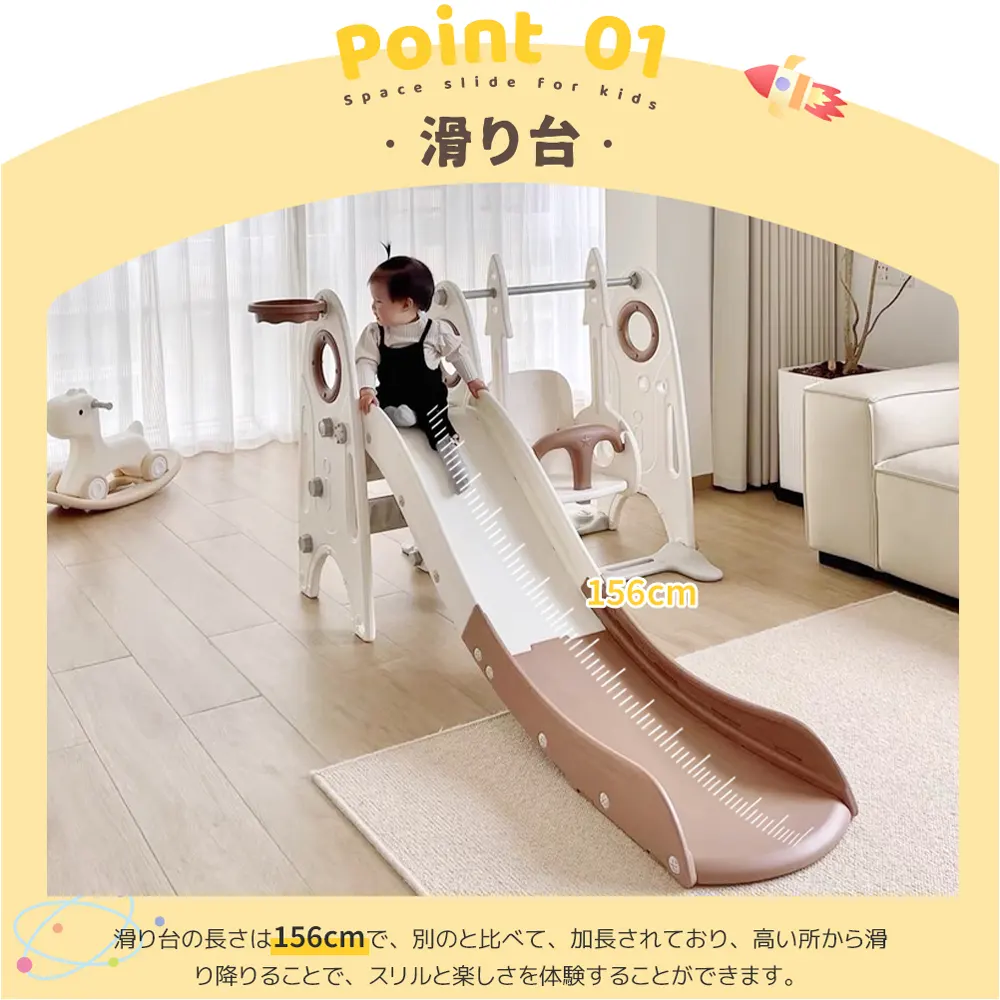 Point 01
Space slide for kids
・滑り台・
156cm
滑り台の長さは156cmで、別のと比べて、加長されており、高い所から滑
り降りることで、スリルと楽しさを体験することができます。